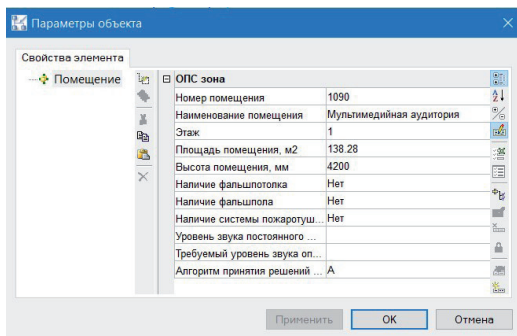 Параметры объекта
Свойства элемента
Помещение
ОПС зона
Номер помещения 1090
Наименование помещения Мультимедийная аудитория
Этаж 1
Площадь помещения, м2 138.28
Высота помещения, мм 4200
Наличие фальшпотолка Нет
Наличие фальшпола Нет
Наличие системы пожаротуш... Нет
Уровень звука постоянного ...
Требуемый уровень звука оп...
Алгоритм принятия решений ... А
Применить ОК Отмена